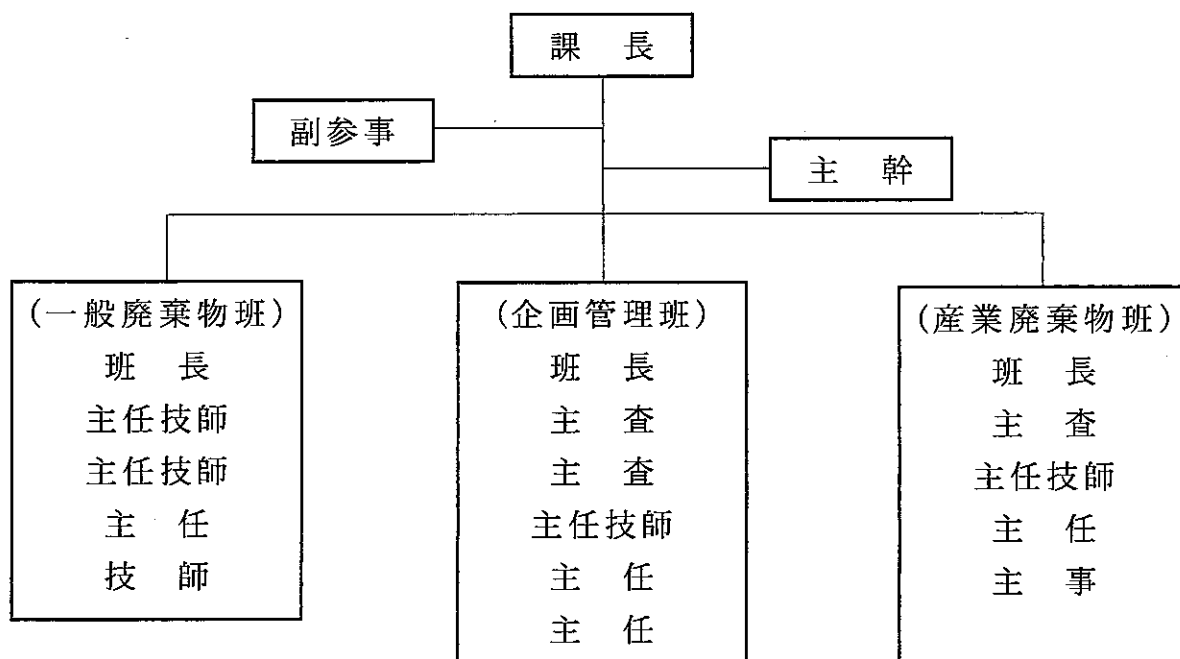 課 長
副参事
主 幹
(一般廃棄物班)
班 長
主任技師
主任技師
主 任
技 師
(企画管理班)
班 長
主 査
主 査
主任技師
主 任
主 任
(産業廃棄物班)
班 長
主 査
主任技師
主 任
主 事